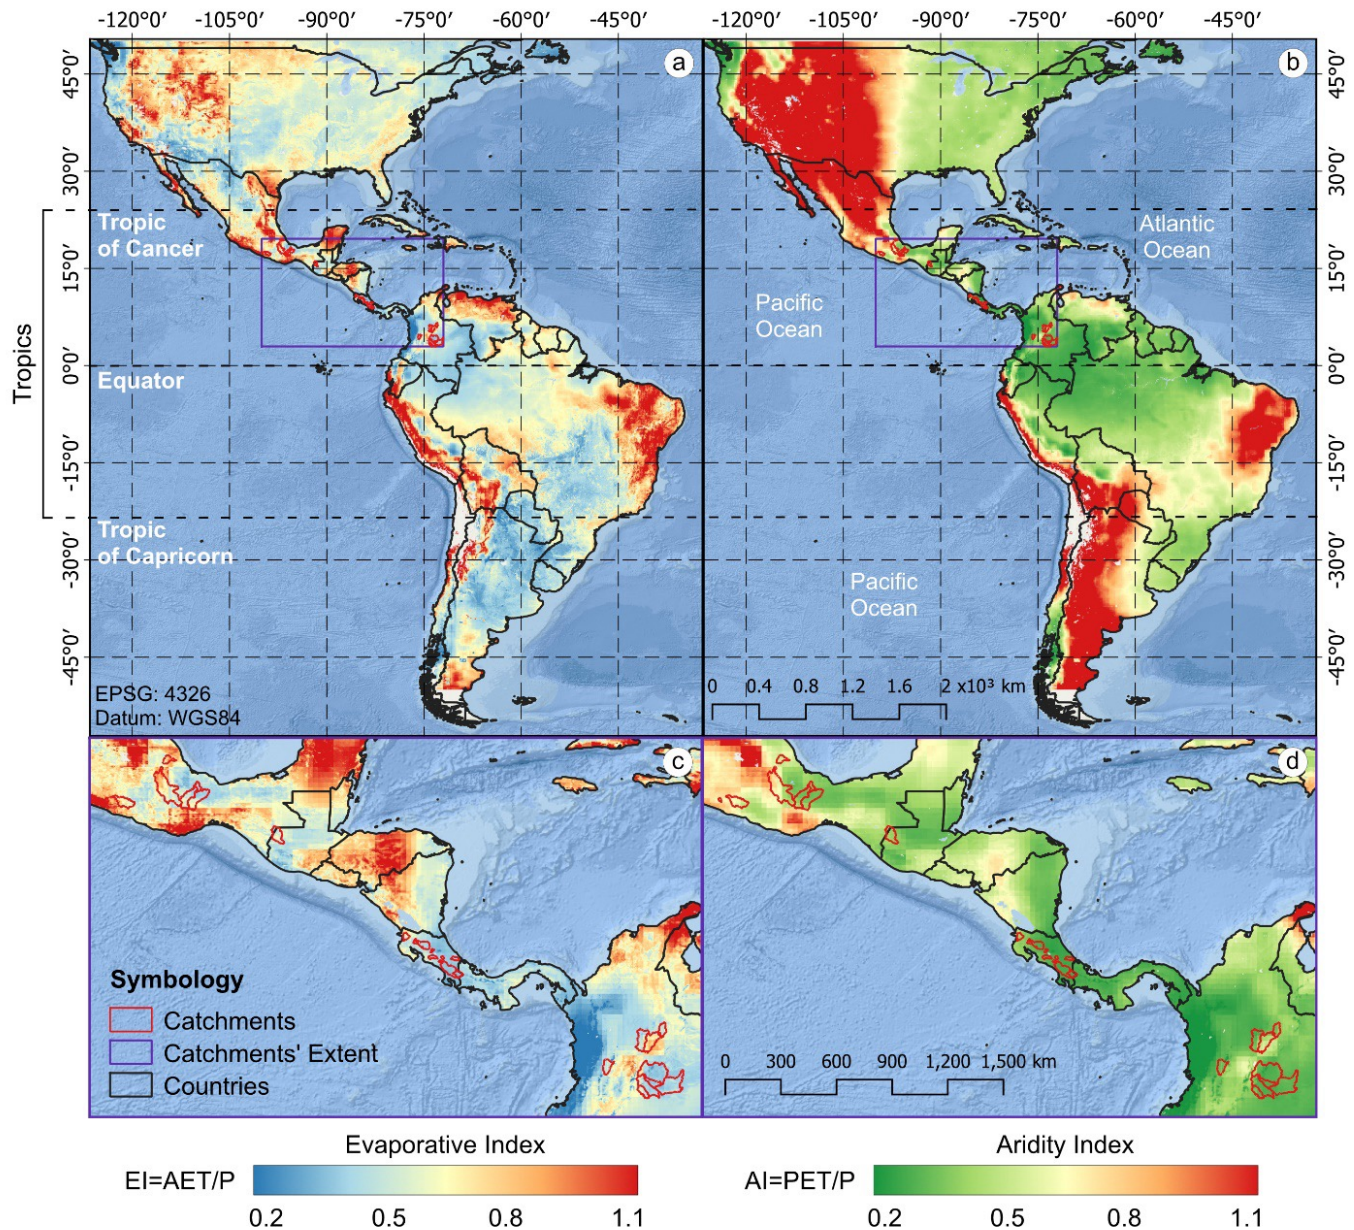 -120°0′ -105°0′ -90°0′ -75°0′ -60°0′ -45°0′
-120°0′ -105°0′ -90°0′ -75°0′ -60°0′ -45°0′
a
b
45°0′
30°0′
15°0′
0°0′
-15°0′
-30°0′
-45°0′
45°0′
30°0′
15°0′
0°0′
-15°0′
-30°0′
-45°0′
Tropics
Tropic
of Cancer
Equator
Tropic
of Capricorn
EPSG: 4326
Datum: WGS84
Atlantic
Ocean
Pacific
Ocean
Pacific
Ocean
0 0.4 0.8 1.2 1.6 2 x10³ km
c
d
Symbology
Catchments
Catchments' Extent
Countries
0 300 600 900 1,200 1,500 km
Evaporative Index
EI=AET/P
0.2 0.5 0.8 1.1
Aridity Index
AI=PET/P
0.2 0.5 0.8 1.1